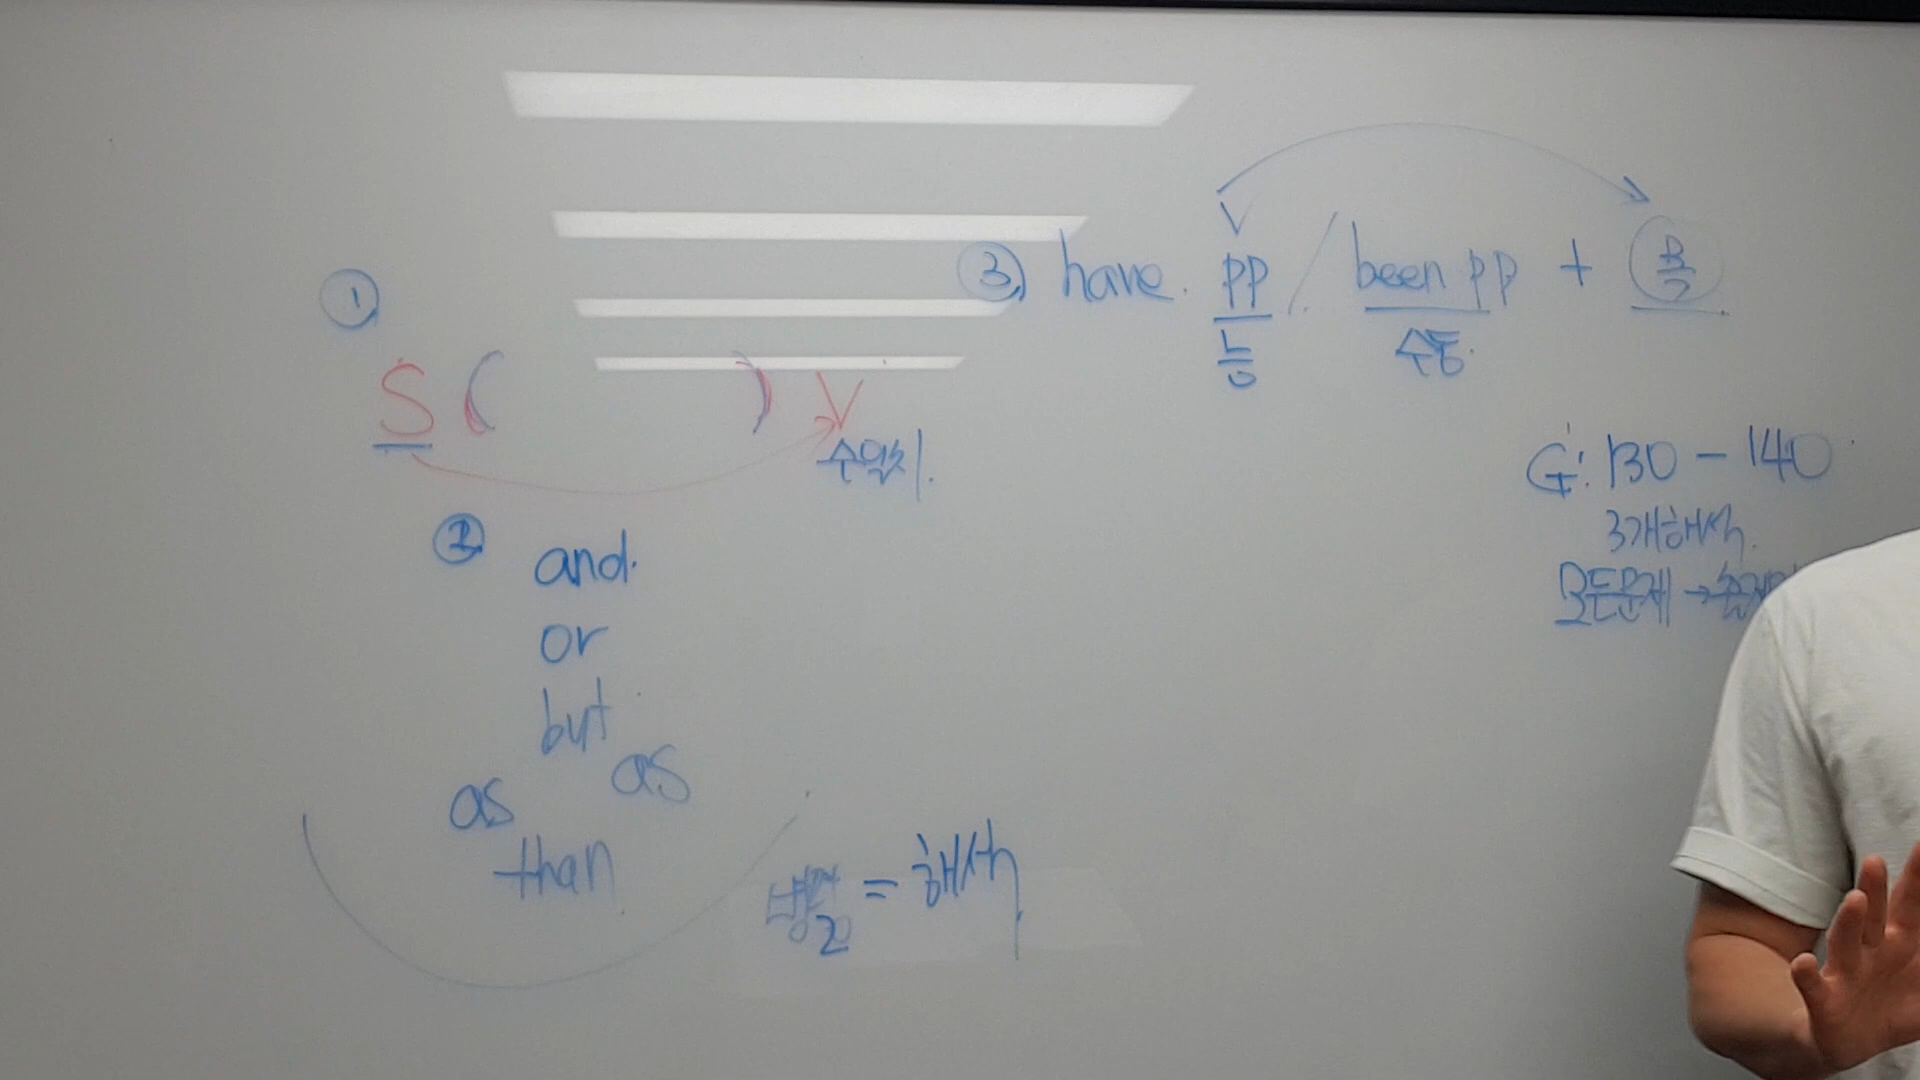 ①
S ( ) V
수일치.
② and.
or
but
as as
than
병렬 = 해석
③ have. pp / been pp +
V
능 수동.
G: 130 - 140
3개 해석.
모든문제 →